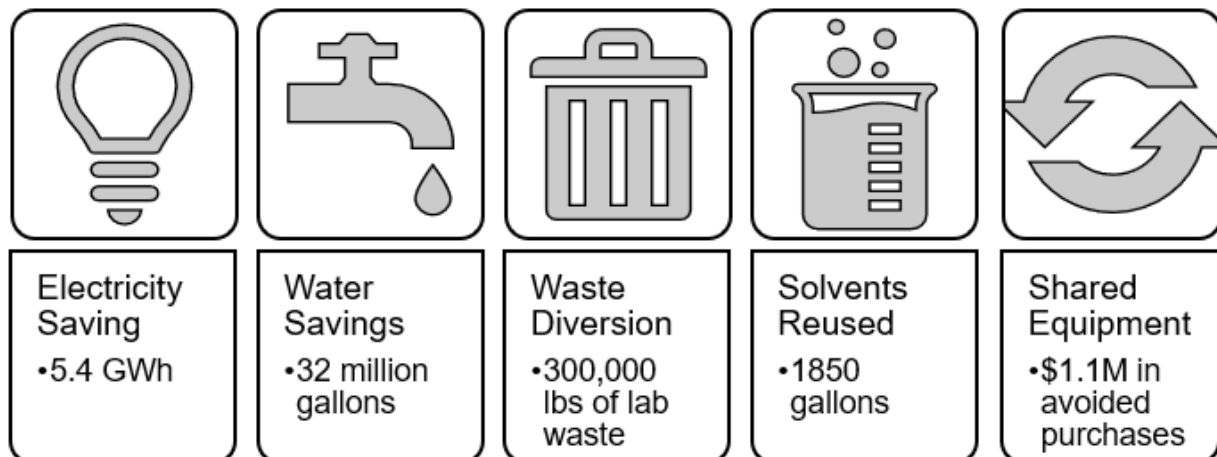 Electricity
Saving
•5.4 GWh
Water
Savings
•32 million
gallons
Waste
Diversion
•300,000
lbs of lab
waste
Solvents
Reused
•1850
gallons
Shared
Equipment
•$1.1M in
avoided
purchases